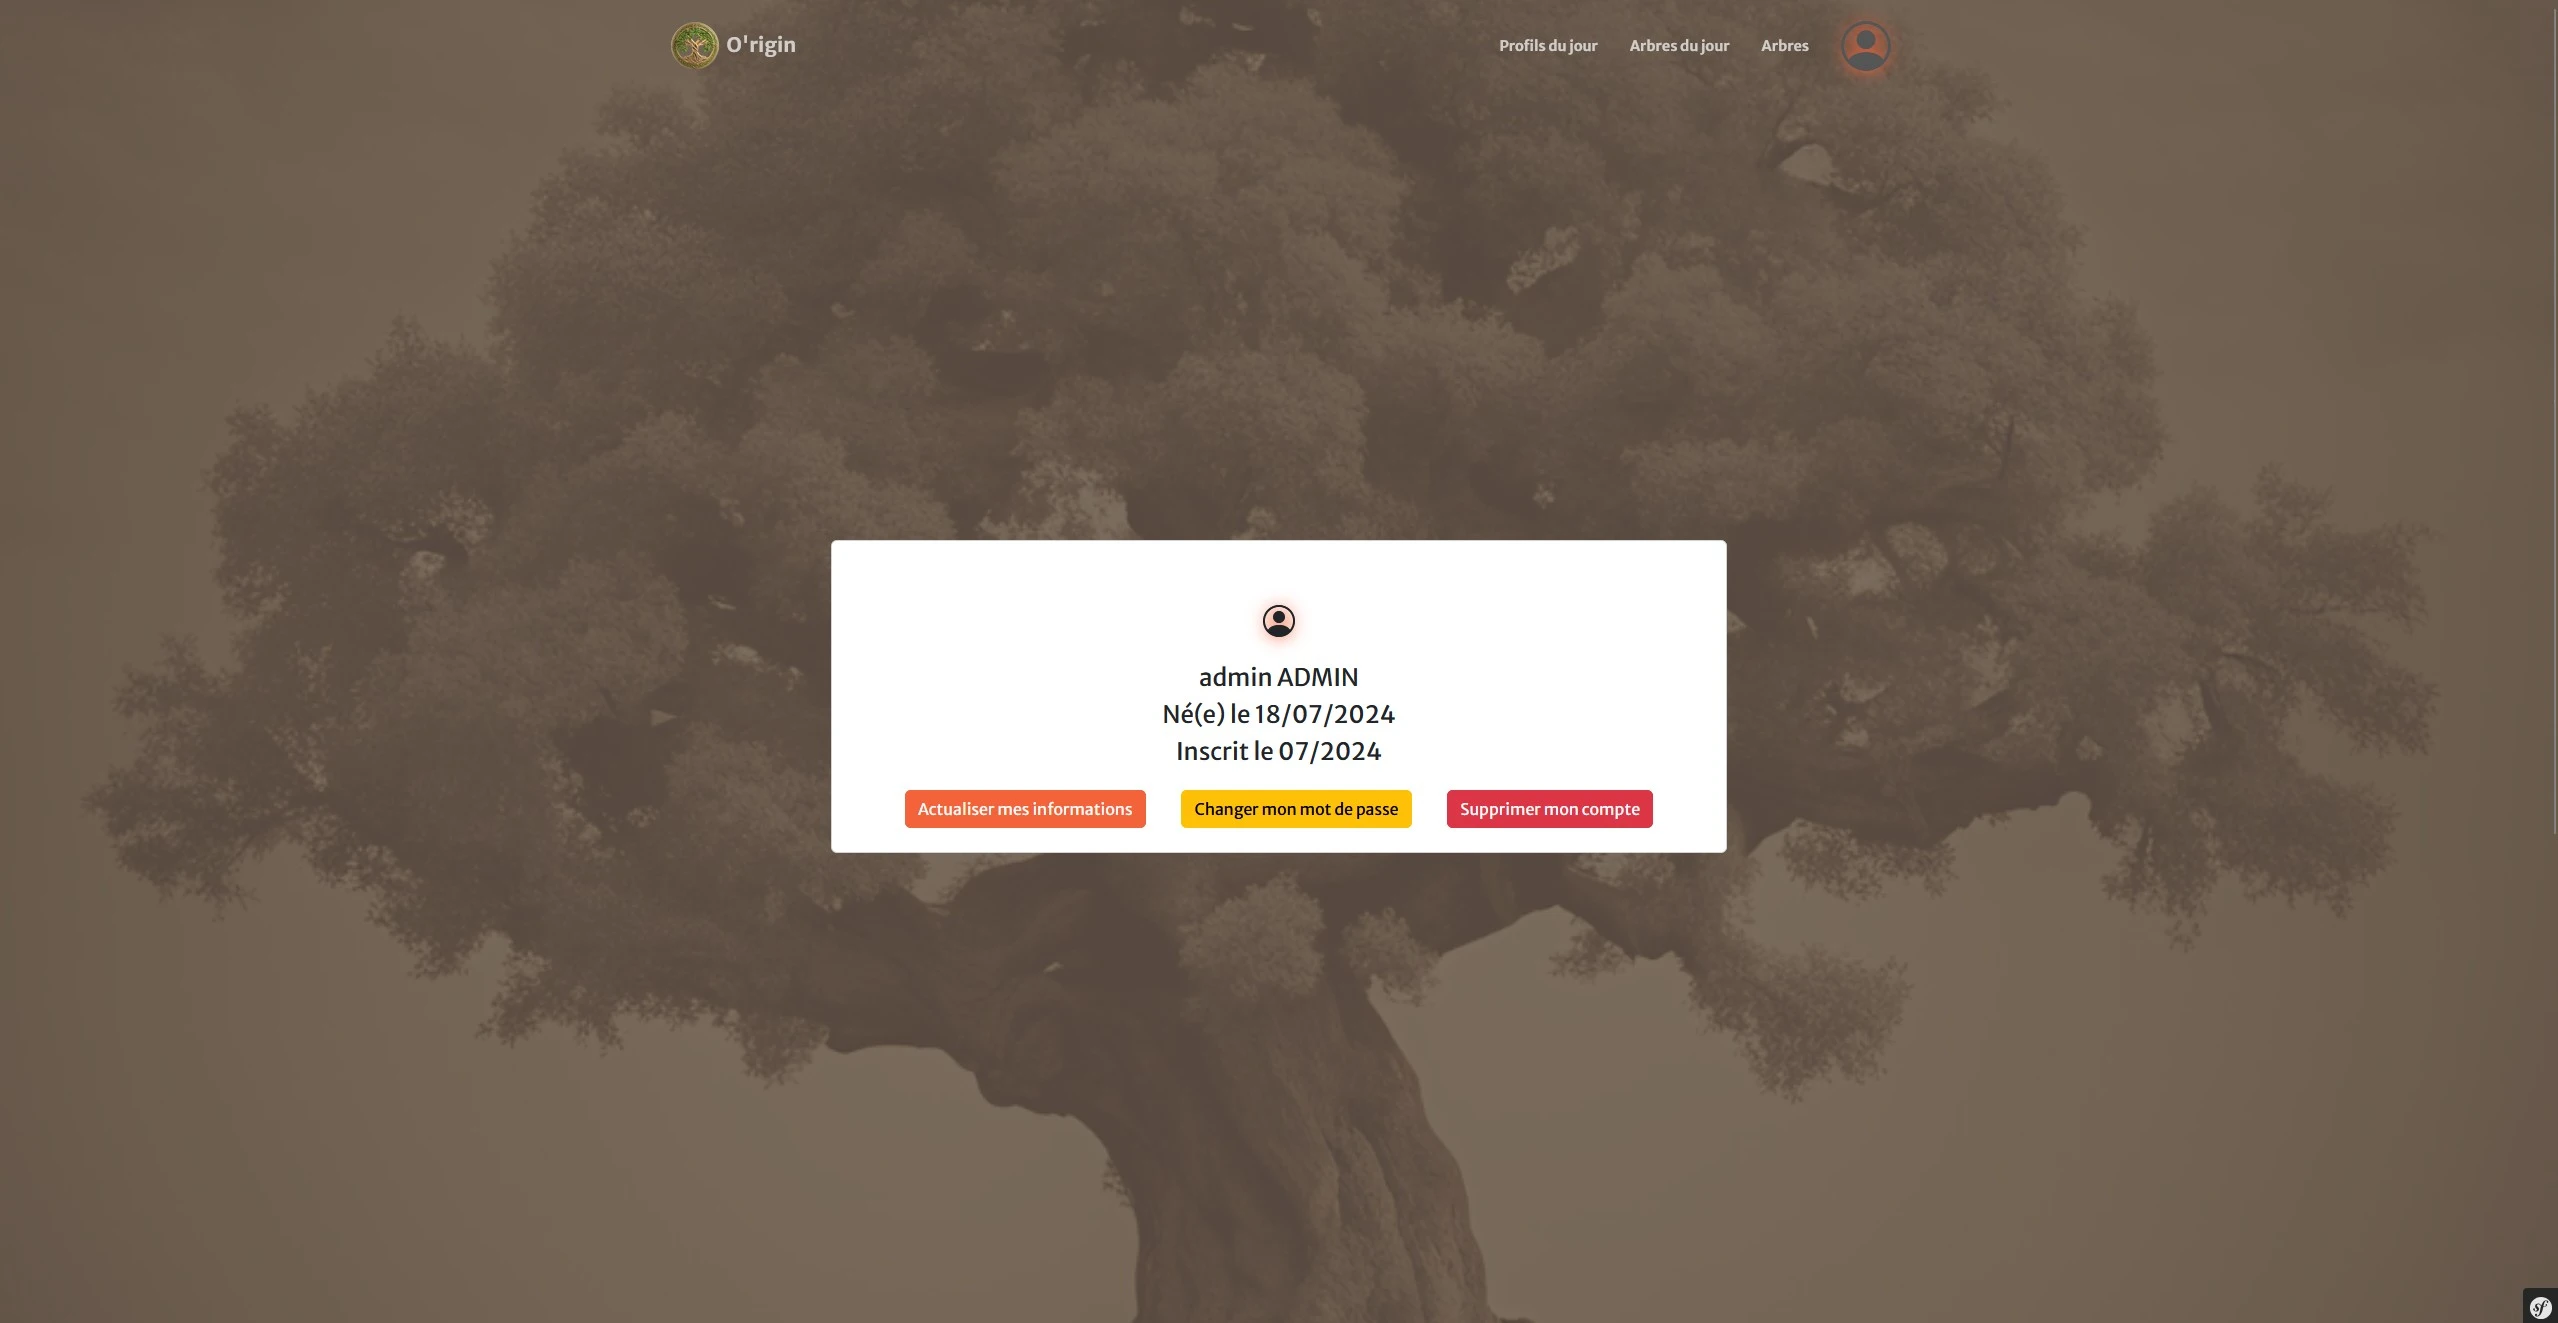 O'rigin
Profils du jour
Arbres du jour
Arbres
admin ADMIN
Né(e) le 18/07/2024
Inscrit le 07/2024
Actualiser mes informations
Changer mon mot de passe
Supprimer mon compte
sf